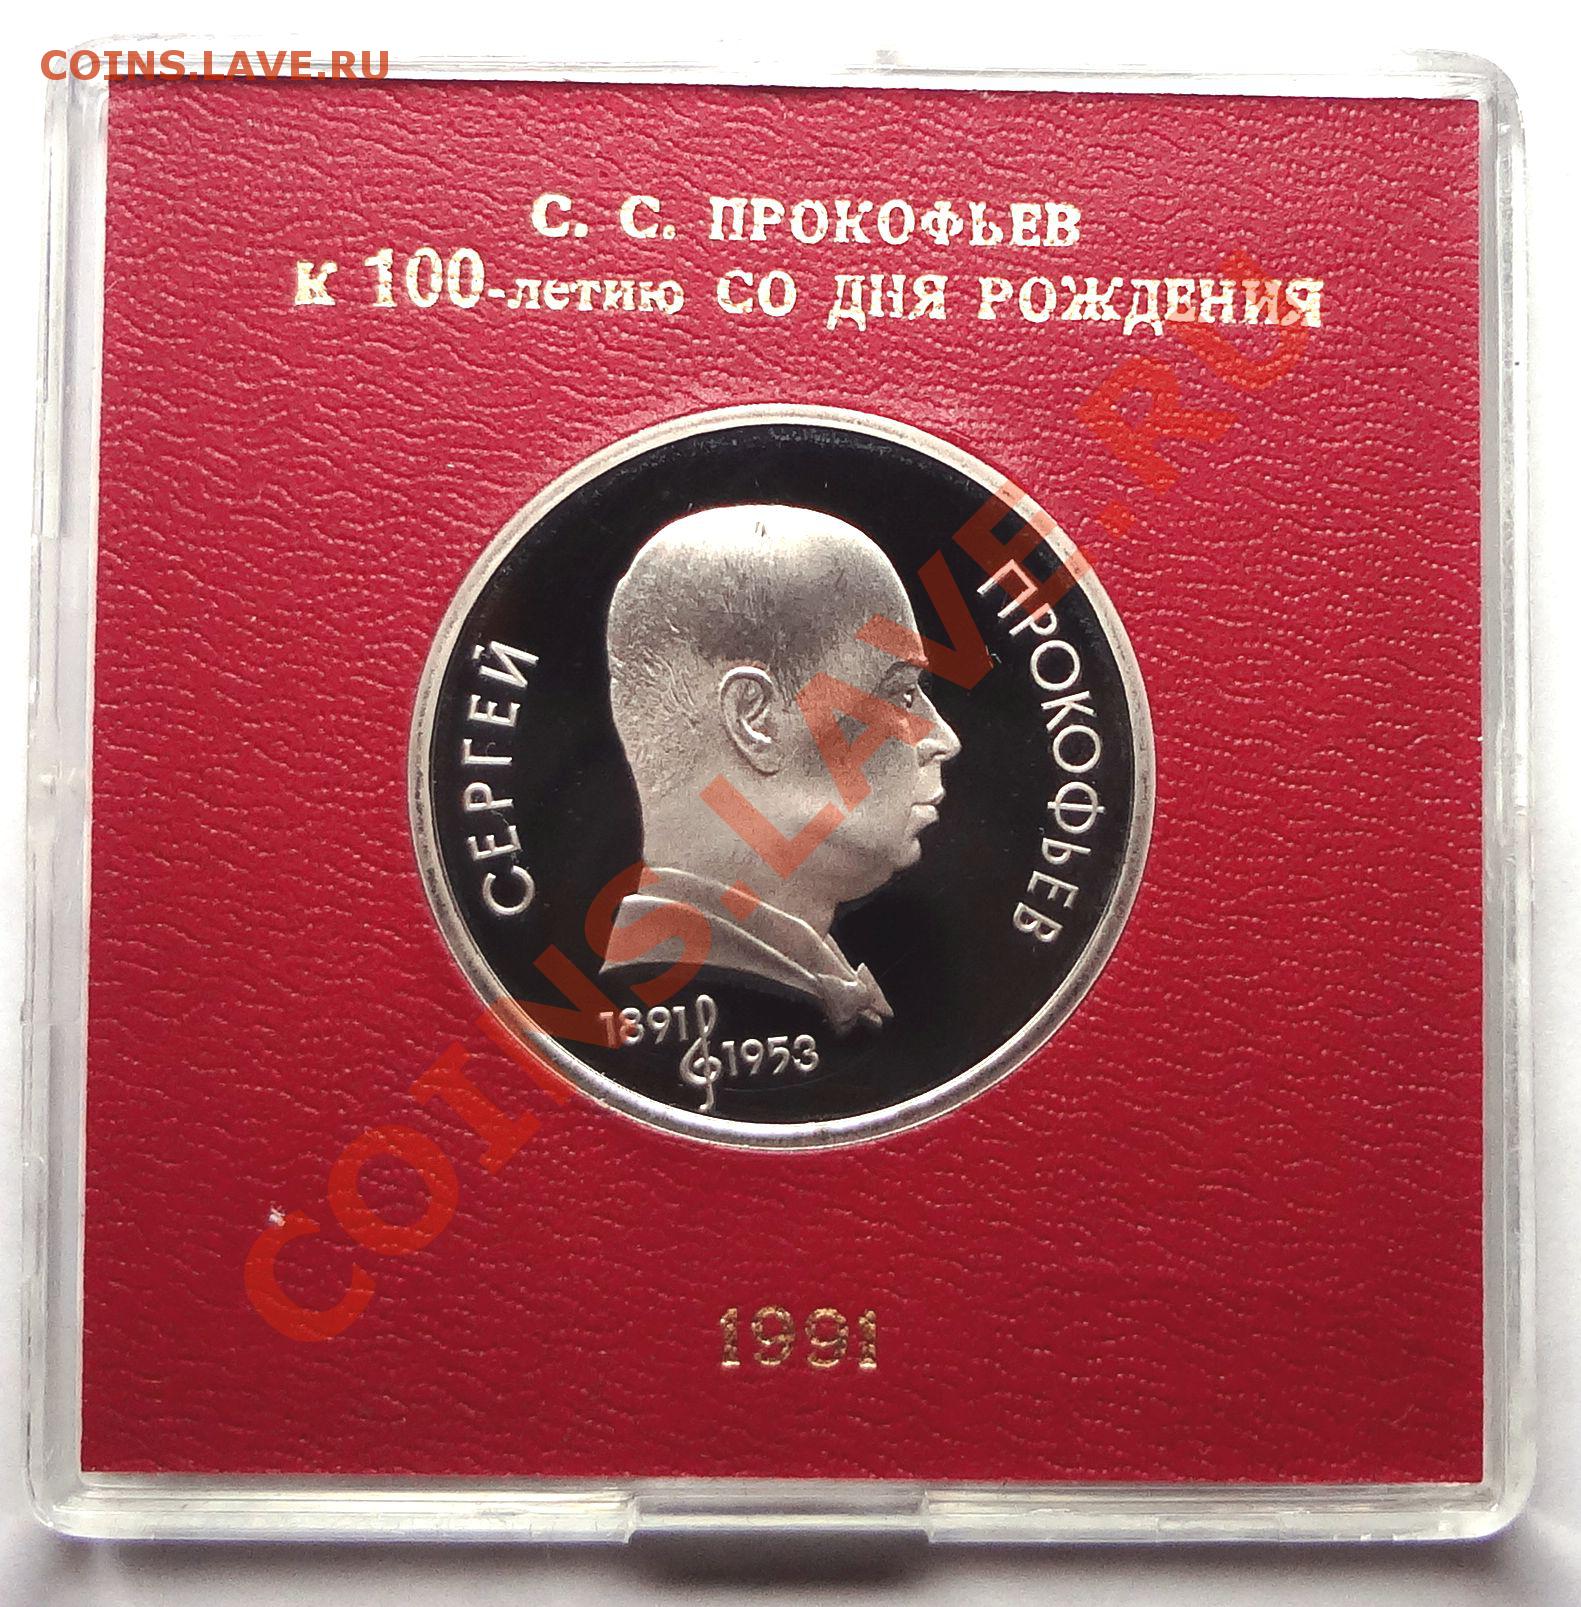 COINS.LAVE.RU
С. С. ПРОКОФЬЕВ
К 100-летию СО ДНЯ РОЖДЕНИЯ
СЕРГЕЙ
ПРОКОФЬЕВ
1891
1953
COINS.LAVE.RU
1991